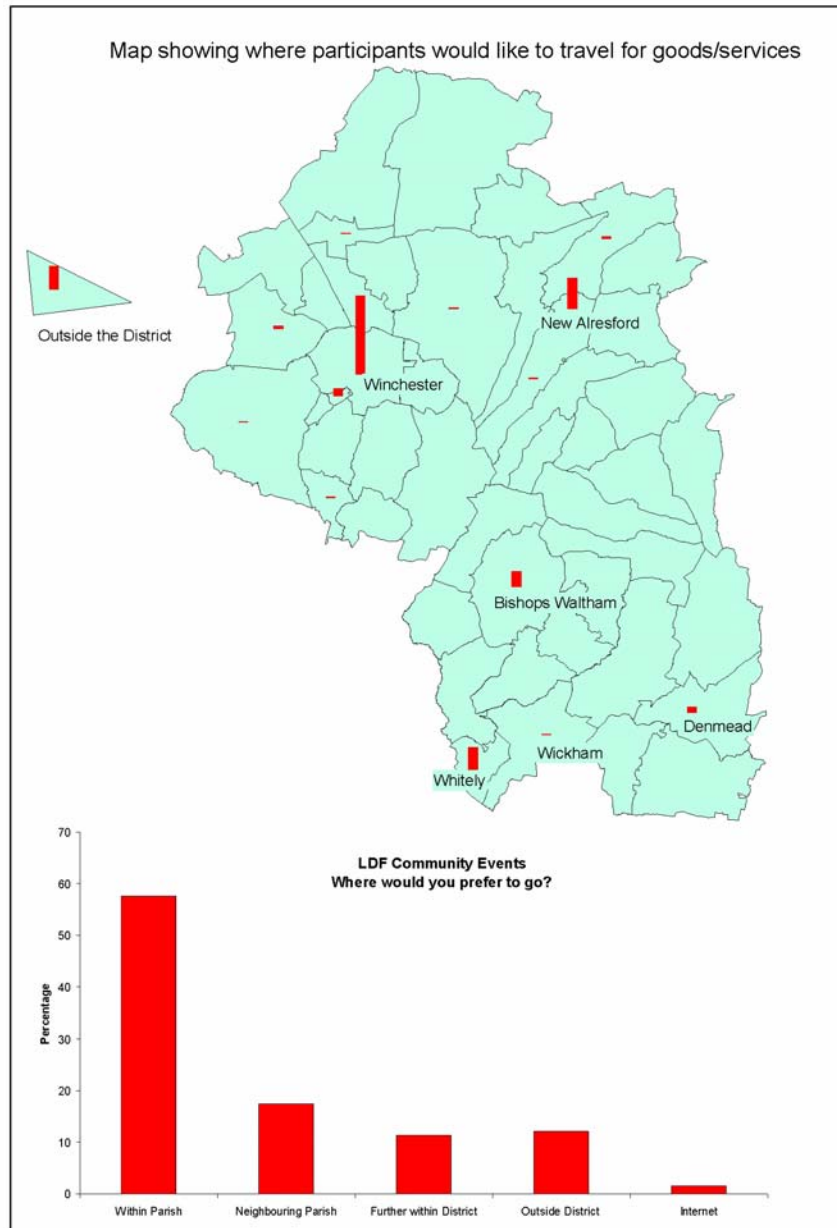 Map showing where participants would like to travel for goods/services
Outside the District
New Alresford
Winchester
Bishops Waltham
Denmead
Wickham
Whitely
LDF Community Events
Where would you prefer to go?
Percentage
70
60
50
40
30
20
10
0
Within Parish
Neighbouring Parish
Further within District
Outside District
Internet